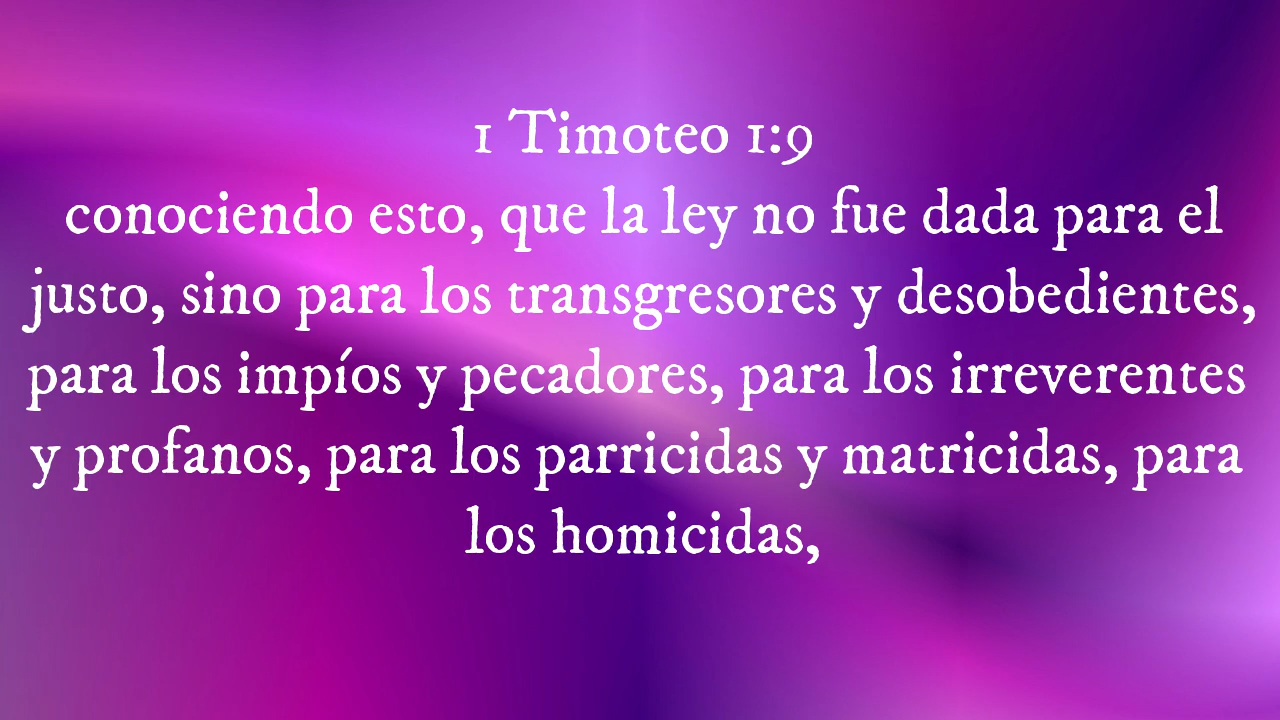 1 Timoteo 1:9
conociendo esto, que la ley no fue dada para el
justo, sino para los transgresores y desobedientes,
para los impíos y pecadores, para los irreverentes
y profanos, para los parricidas y matricidas, para
los homicidas,